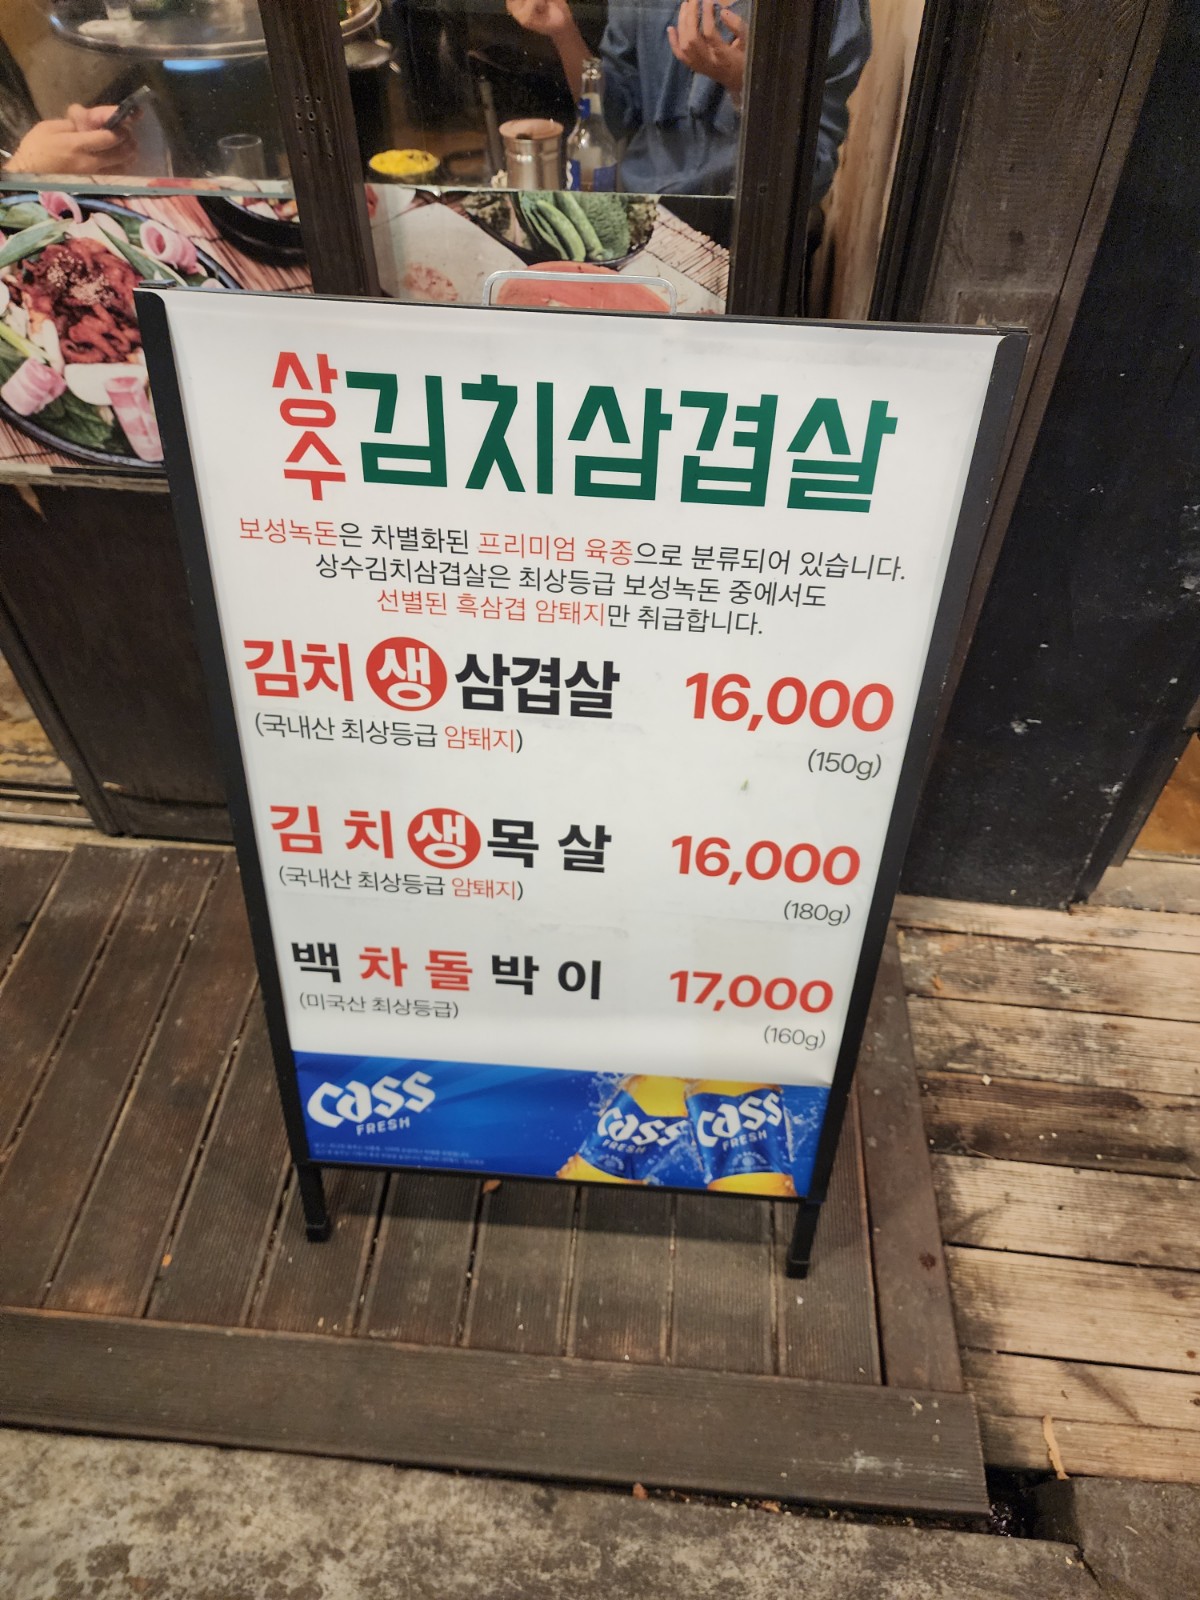 상수김치삼겹살
보성녹돈은 차별화된 프리미엄 육종으로 분류되어 있습니다.
상수김치삼겹살은 최상등급 보성녹돈 중에서도
선별된 흑삼겹 암퇘지만 취급합니다.
김치 생 삼겹살 16,000
(국내산 최상등급 암퇘지) (150g)
김치 생 목살 16,000
(국내산 최상등급 암퇘지) (180g)
백차돌박이 17,000
(미국산 최상등급) (160g)
Cass
FRESH
Cass
FRESH
Cass
FRESH